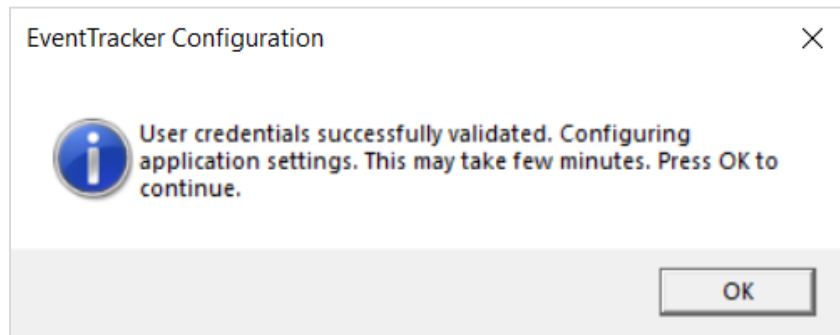 EventTracker Configuration
User credentials successfully validated. Configuring
application settings. This may take few minutes. Press OK to
continue.
OK